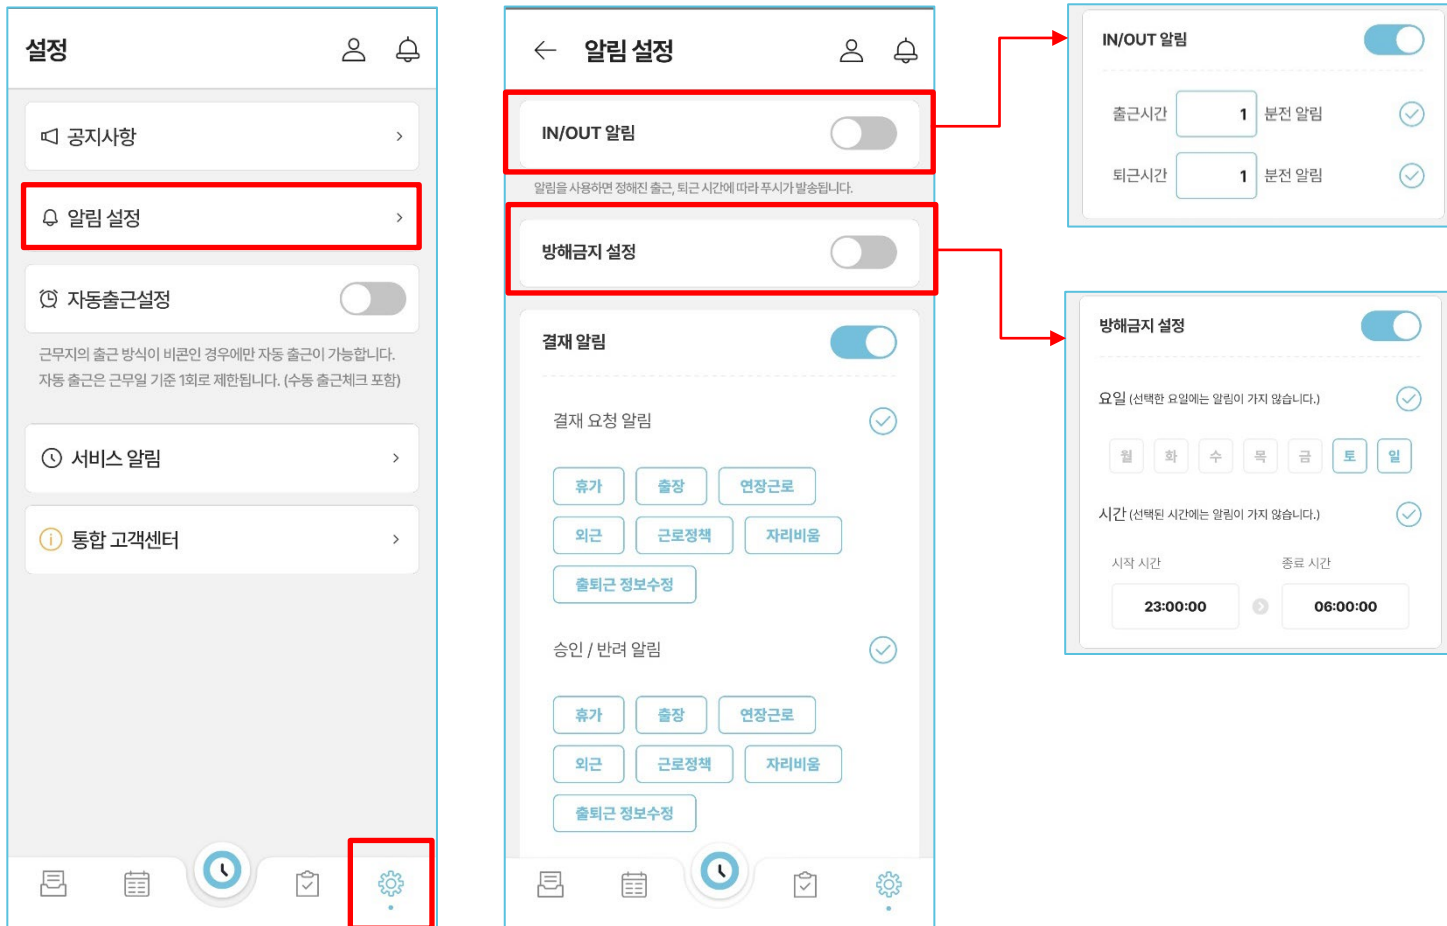 설정
공지사항
알림 설정
자동출근설정
근무지의 출근 방식이 비콘인 경우에만 자동 출근이 가능합니다.
자동 출근은 근무일 기준 1회로 제한됩니다. (수동 출근체크 포함)
서비스 알림
통합 고객센터
알림 설정
IN/OUT 알림
알림을 사용하면 정해진 출근, 퇴근 시간에 따라 푸시가 발송됩니다.
방해금지 설정
결재 알림
결재 요청 알림
휴가 출장 연장근로
외근 근로정책 자리비움
출퇴근 정보수정
승인 / 반려 알림
휴가 출장 연장근로
외근 근로정책 자리비움
출퇴근 정보수정
IN/OUT 알림
출근시간 1 분전 알림
퇴근시간 1 분전 알림
방해금지 설정
요일 (선택한 요일에는 알림이 가지 않습니다.)
월 화 수 목 금 토 일
시간 (선택된 시간에는 알림이 가지 않습니다.)
시작 시간 종료 시간
23:00:00 06:00:00